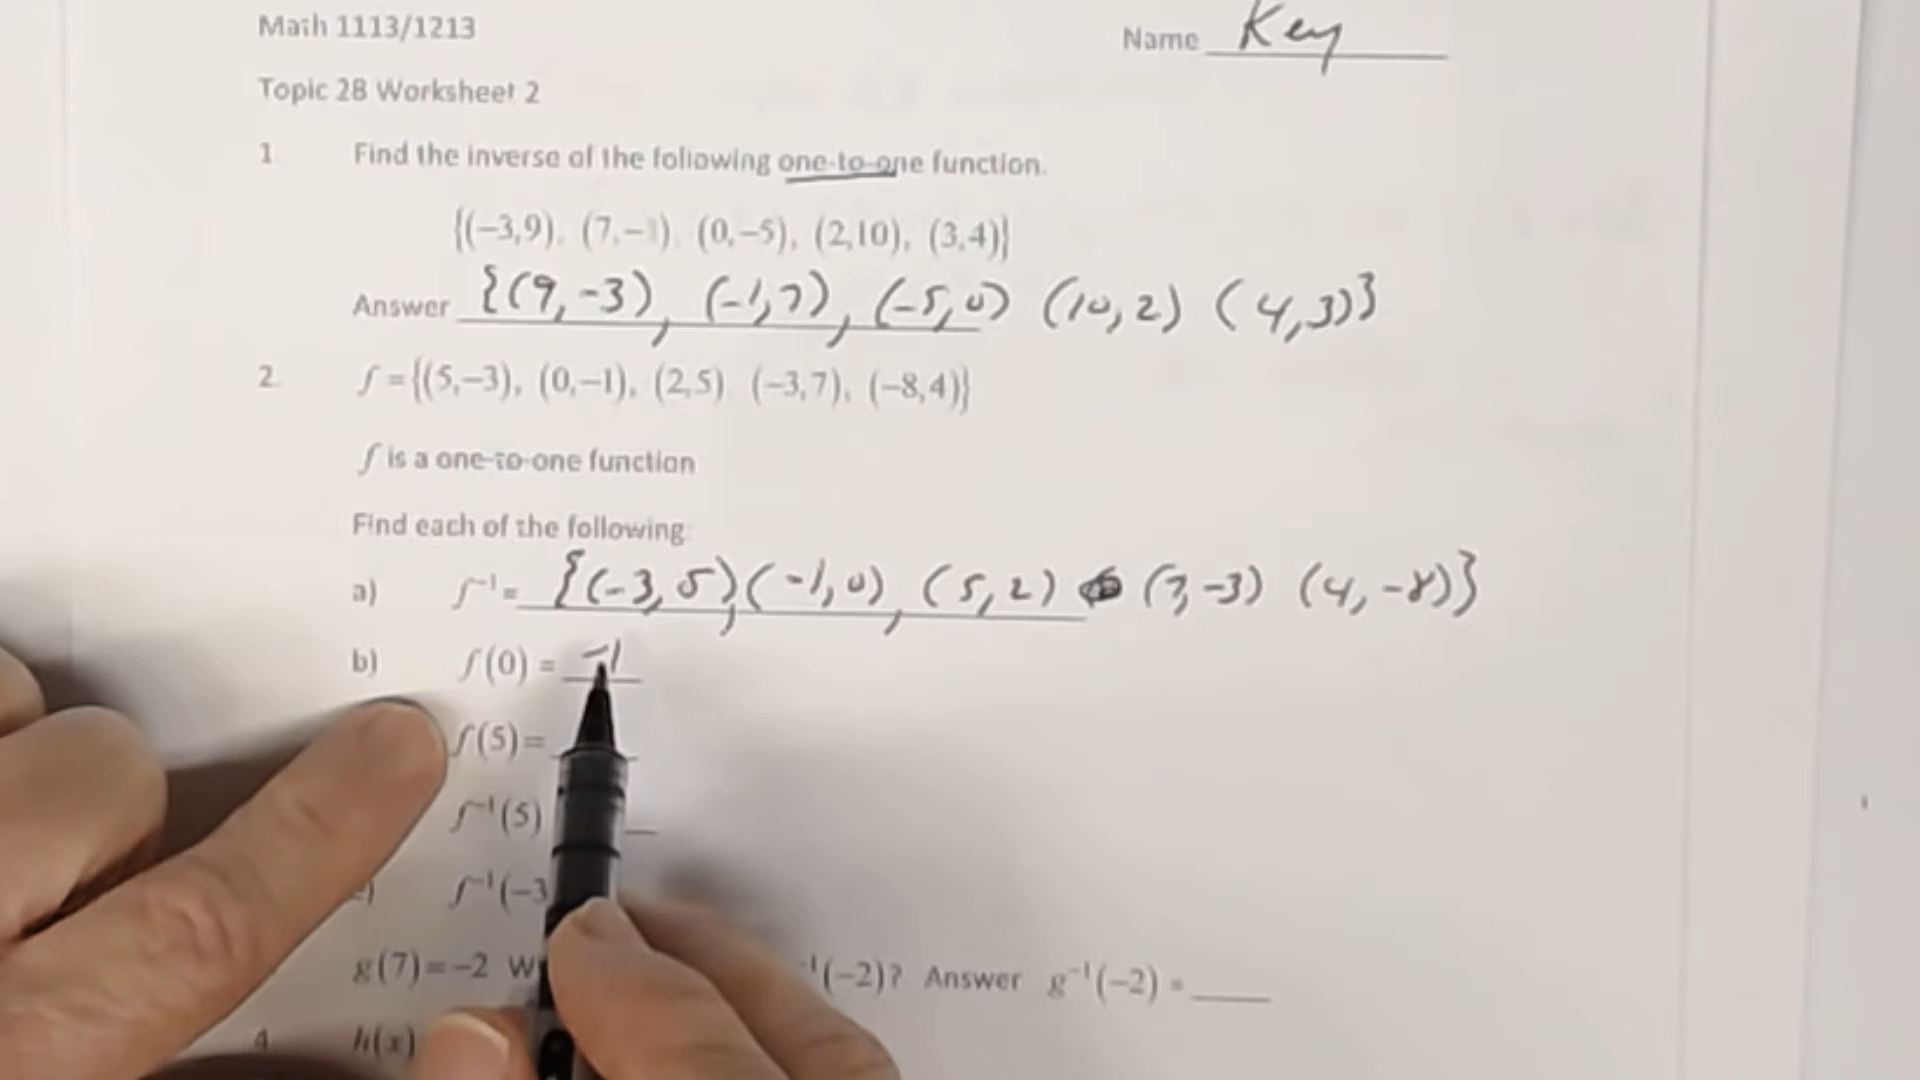 Math 1113/1213
Name Key
Topic 28 Worksheet 2
1 Find the inverse of the following one-to-one function.
{(−3,9), (7,−1), (0,−5), (2,10), (3,4)}
Answer {(9,-3), (-1,7), (-5,0) (10,2) (4,3)}
2. f={(5,−3), (0,−1), (2,5) (−3,7), (−8,4)}
f is a one-to-one function
Find each of the following:
a) f⁻¹= {(-3,5),(-1,0), (5,2) (7,-3) (4,-8)}
b) f(0) = -1
f(5)=
f⁻¹(5)
f⁻¹(−3
g(7)=−2 ⁻¹(−2)? Answer g⁻¹(−2) =
4 h(x)